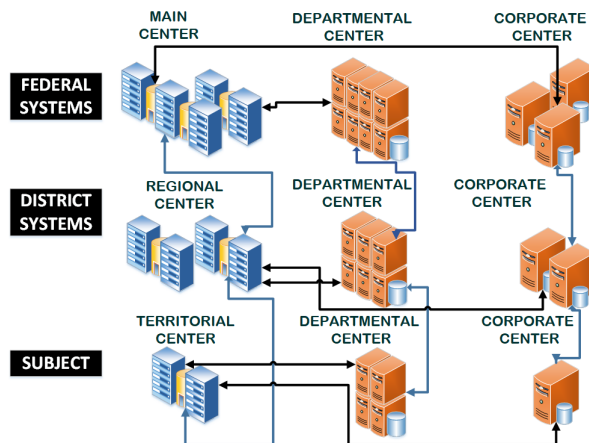 MAIN
CENTER
DEPARTMENTAL
CENTER
CORPORATE
CENTER
FEDERAL
SYSTEMS
REGIONAL
CENTER
DEPARTMENTAL
CENTER
CORPORATE
CENTER
DISTRICT
SYSTEMS
TERRITORIAL
CENTER
DEPARTMENTAL
CENTER
CORPORATE
CENTER
SUBJECT